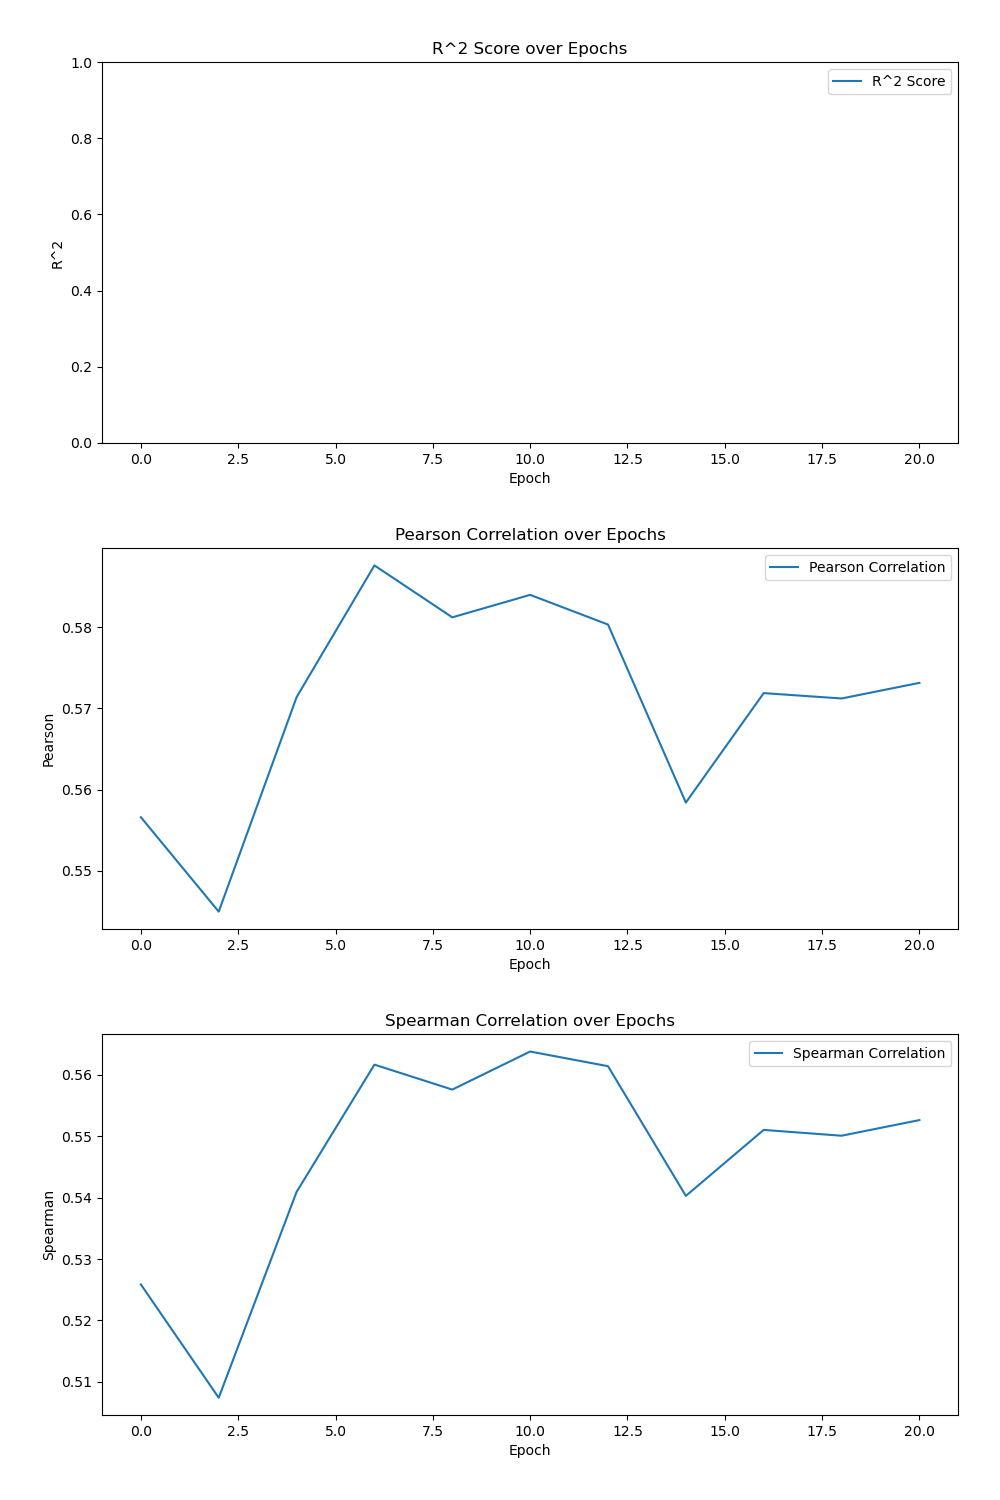 R^2 Score over Epochs
R^2 Score
1.0
0.8
0.6
0.4
0.2
0.0
R^2
0.0 2.5 5.0 7.5 10.0 12.5 15.0 17.5 20.0
Epoch
Pearson Correlation over Epochs
Pearson Correlation
0.58
0.57
0.56
0.55
Pearson
0.0 2.5 5.0 7.5 10.0 12.5 15.0 17.5 20.0
Epoch
Spearman Correlation over Epochs
Spearman Correlation
0.56
0.55
0.54
0.53
0.52
0.51
Spearman
0.0 2.5 5.0 7.5 10.0 12.5 15.0 17.5 20.0
Epoch